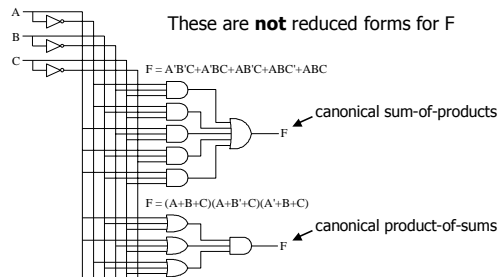 These are not reduced forms for F
A
B
C
F = A'B'C+A'BC+AB'C+ABC'+ABC
canonical sum-of-products
F
F = (A+B+C)(A+B'+C)(A'+B+C)
canonical product-of-sums
F